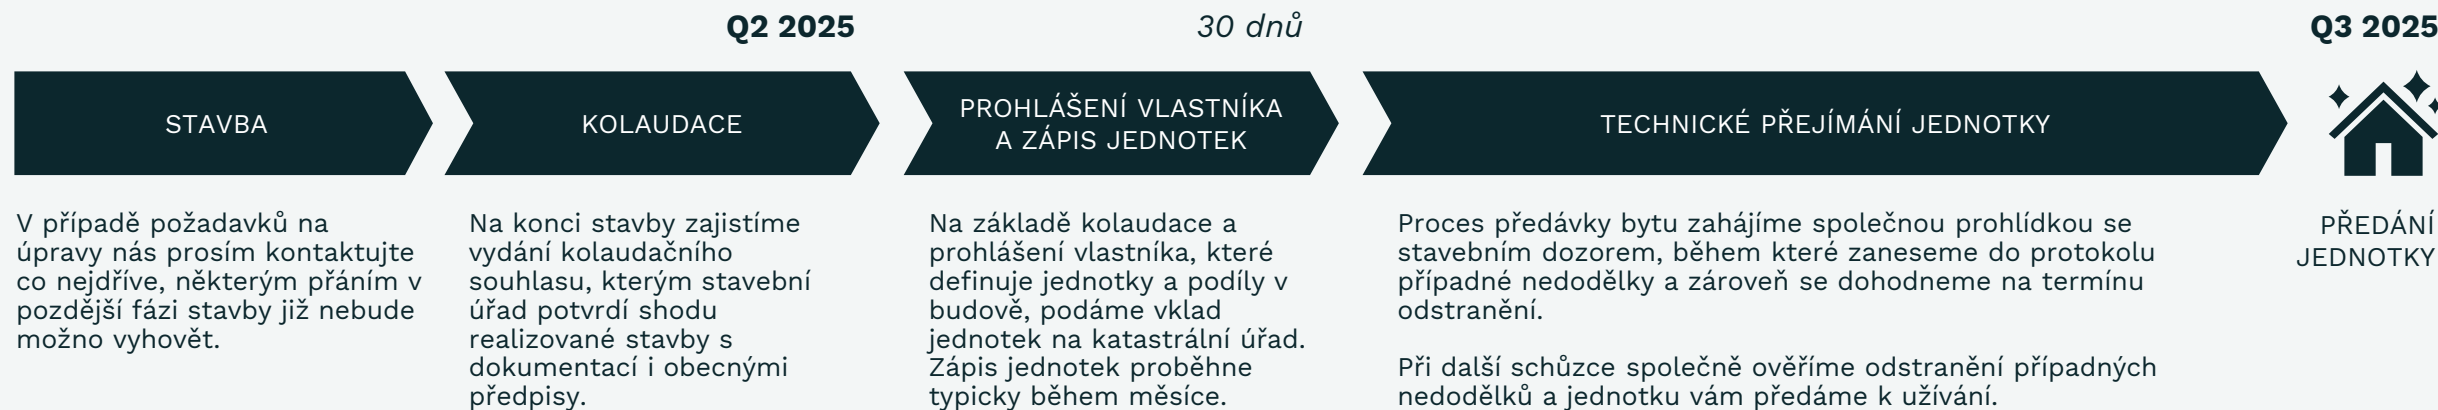 Q2 2025
30 dnů
Q3 2025
STAVBA
KOLAUDACE
PROHLÁŠENÍ VLASTNÍKA
A ZÁPIS JEDNOTEK
TECHNICKÉ PŘEJÍMÁNÍ JEDNOTKY
V případě požadavků na
úpravy nás prosím kontaktujte
co nejdříve, některým přáním v
pozdější fázi stavby již nebude
možno vyhovět.
Na konci stavby zajistíme
vydání kolaudačního
souhlasu, kterým stavební
úřad potvrdí shodu
realizované stavby s
dokumentací i obecnými
předpisy.
Na základě kolaudace a
prohlášení vlastníka, které
definuje jednotky a podíly v
budově, podáme vklad
jednotek na katastrální úřad.
Zápis jednotek proběhne
typicky během měsíce.
Proces předávky bytu zahájíme společnou prohlídkou se
stavebním dozorem, během které zaneseme do protokolu
případné nedodělky a zároveň se dohodneme na termínu
odstranění.
Při další schůzce společně ověříme odstranění případných
nedodělků a jednotku vám předáme k užívání.
PŘEDÁNÍ
JEDNOTKY